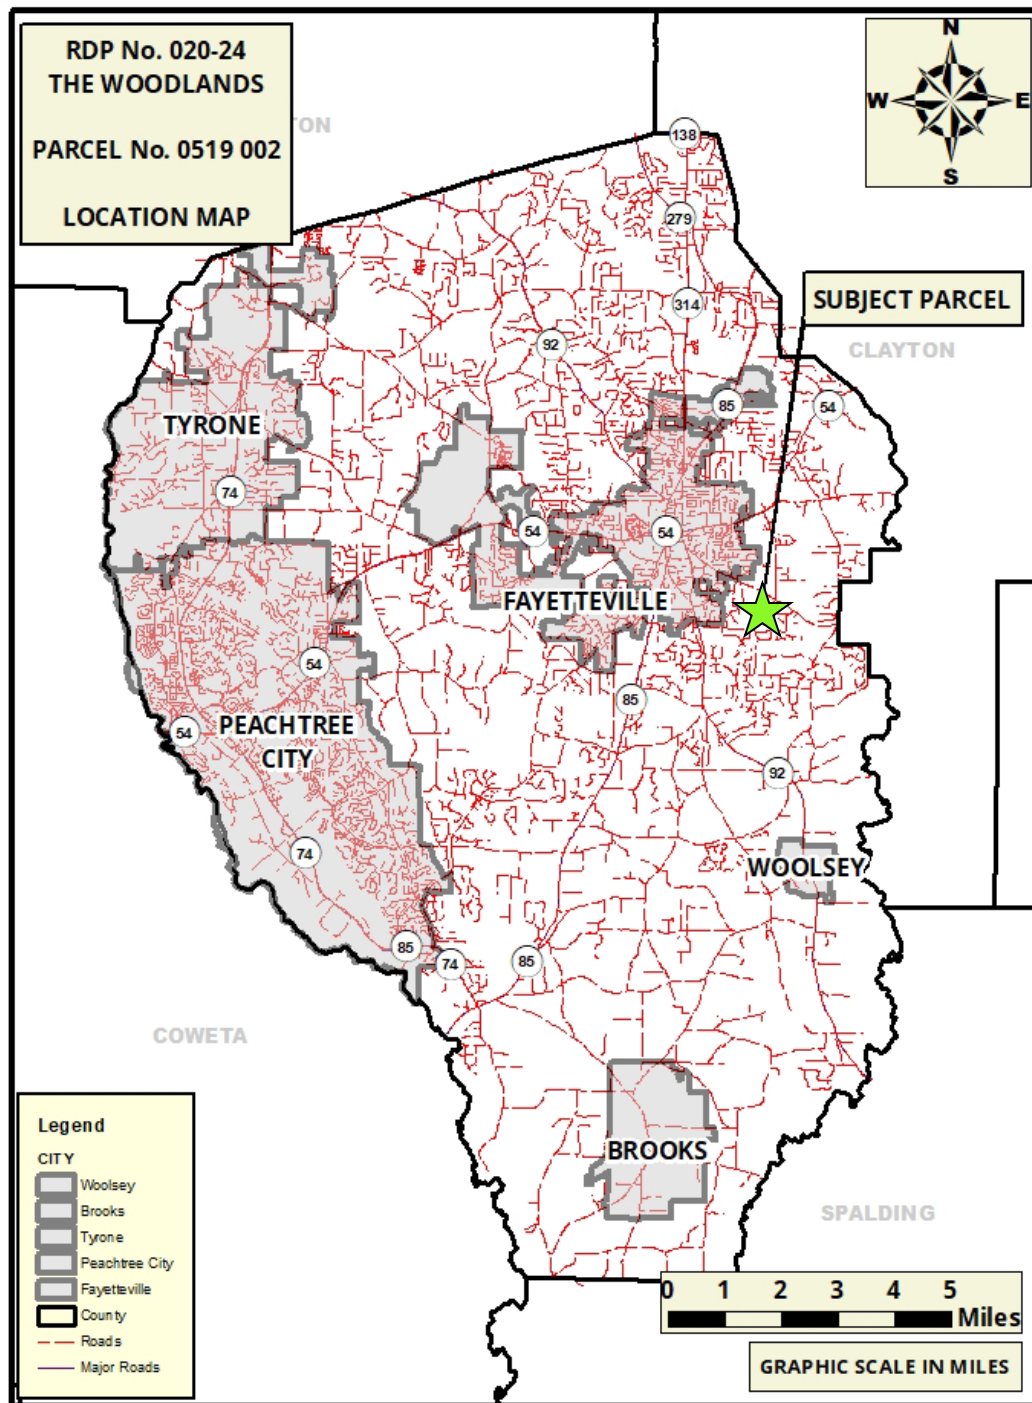 RDP No. 020-24
THE WOODLANDS
PARCEL No. 0519 002
LOCATION MAP
N
W
E
S
TON
138
279
314
SUBJECT PARCEL
CLAYTON
92
85
54
TYRONE
74
54
54
FAYETTEVILLE
54
85
54
PEACHTREE
CITY
92
74
WOOLSEY
85
74
85
COWETA
BROOKS
SPALDING
Legend
CITY
Woolsey
Brooks
Tyrone
Peachtree City
Fayetteville
County
Roads
Major Roads
0 1 2 3 4 5
Miles
GRAPHIC SCALE IN MILES